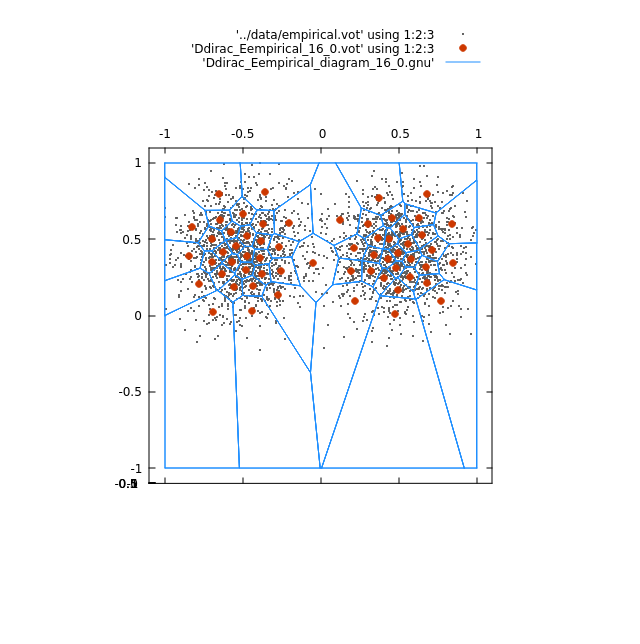 '../data/empirical.vot' using 1:2:3
'Ddirac_Eempirical_16_0.vot' using 1:2:3
'Ddirac_Eempirical_diagram_16_0.gnu'
-1 -0.5 0 0.5 1
1
0.5
0
-0.5
-1